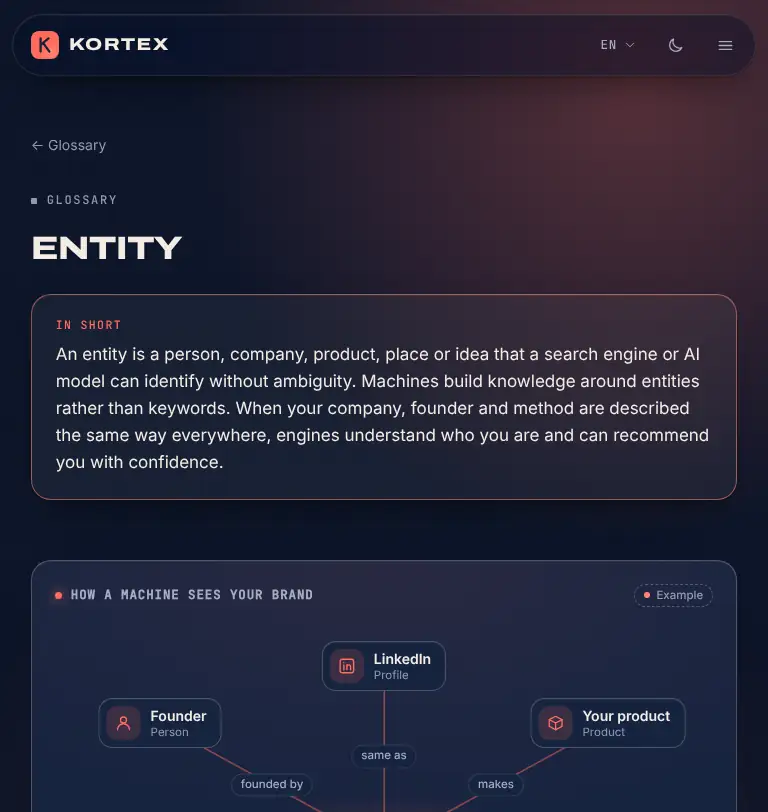 K KORTEX
EN
← Glossary
GLOSSARY
ENTITY
IN SHORT
An entity is a person, company, product, place or idea that a search engine or AI
model can identify without ambiguity. Machines build knowledge around entities
rather than keywords. When your company, founder and method are described
the same way everywhere, engines understand who you are and can recommend
you with confidence.
HOW A MACHINE SEES YOUR BRAND
Example
in LinkedIn
Profile
Founder
Person
Your product
Product
same as
founded by
makes